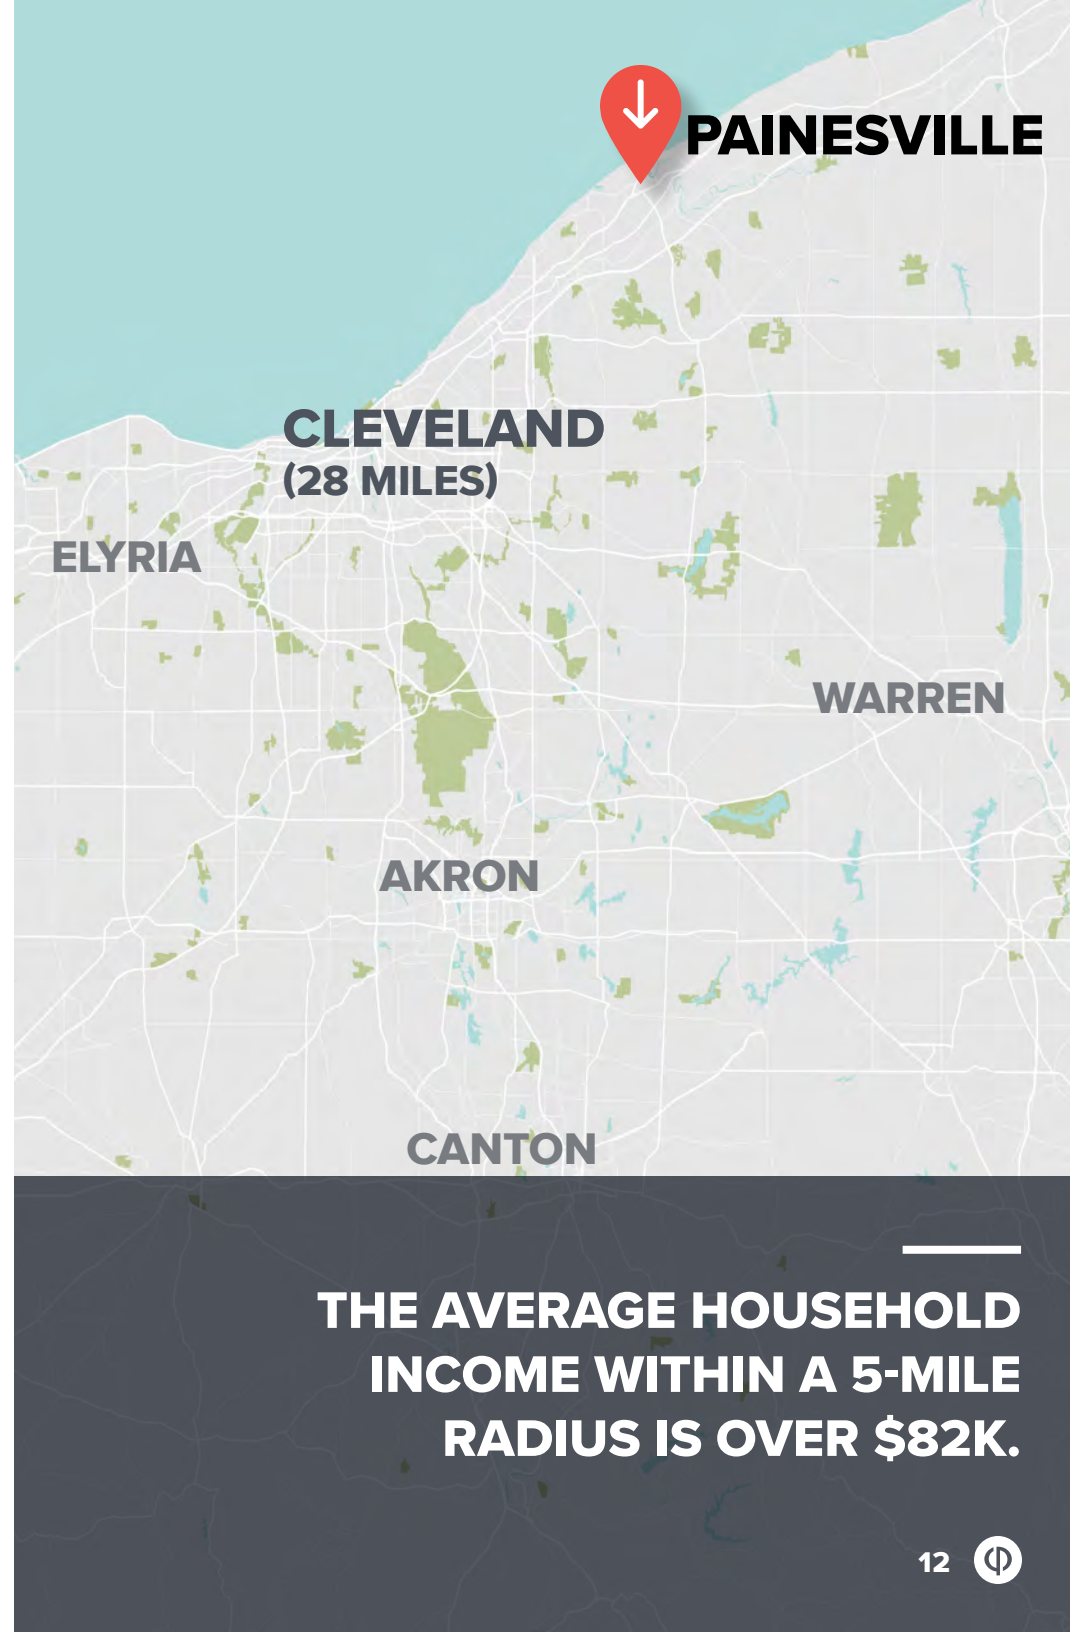 PAINESVILLE
CLEVELAND
(28 MILES)
ELYRIA
WARREN
AKRON
CANTON
THE AVERAGE HOUSEHOLD
INCOME WITHIN A 5-MILE
RADIUS IS OVER $82K.
12